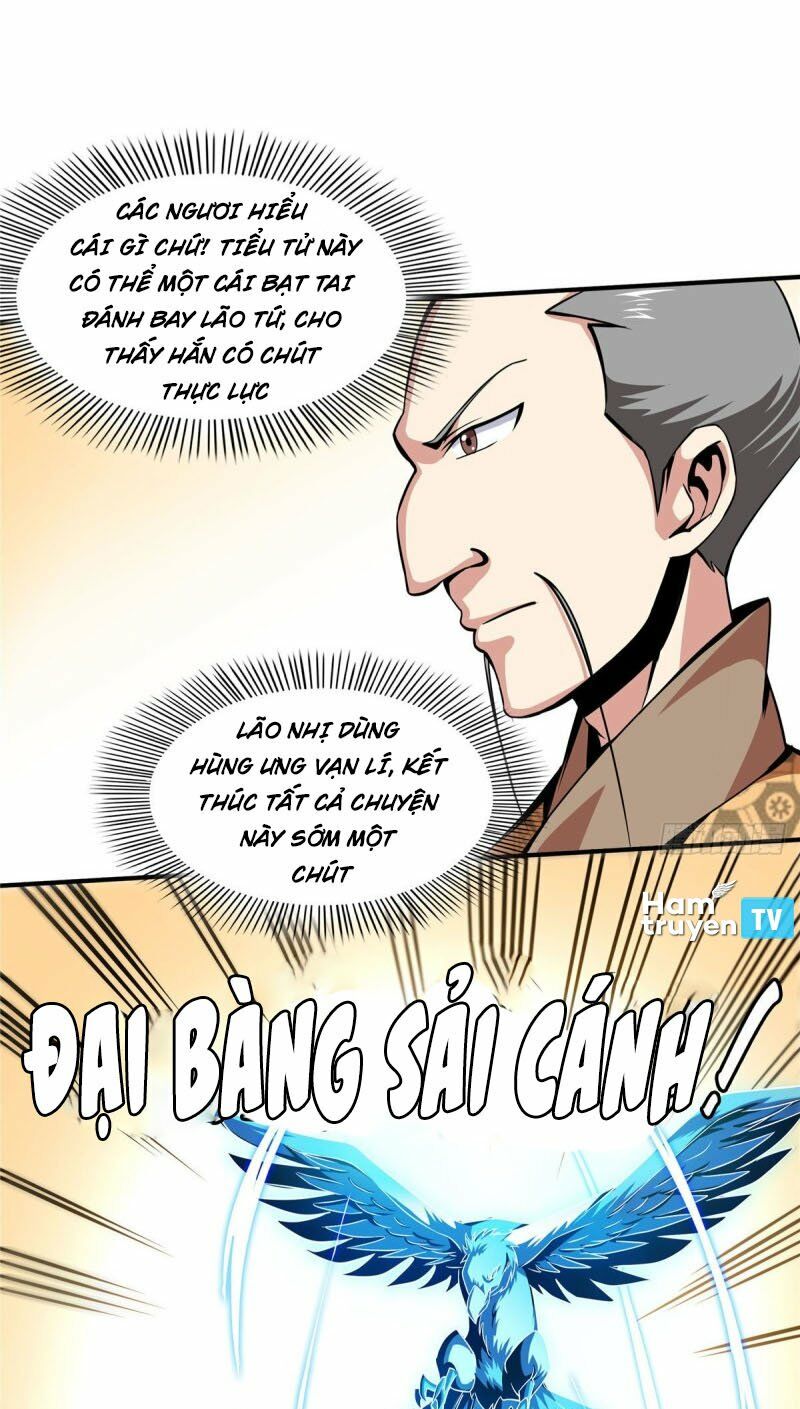 CÁC NGƯƠI HIỂU
CÁI GÌ CHỨ! TIỂU TỬ NÀY
CÓ THỂ MỘT CÁI BẠT TAI
ĐÁNH BAY LÃO TỨ, CHO
THẤY HẮN CÓ CHÚT
THỰC LỰC
LÃO NHỊ DÙNG
HÙNG ƯNG VẠN LÍ, KẾT
THÚC TẤT CẢ CHUYỆN
NÀY SỚM MỘT
CHÚT
Ham
truyen TV
ĐẠI BÀNG SẢI CÁNH!